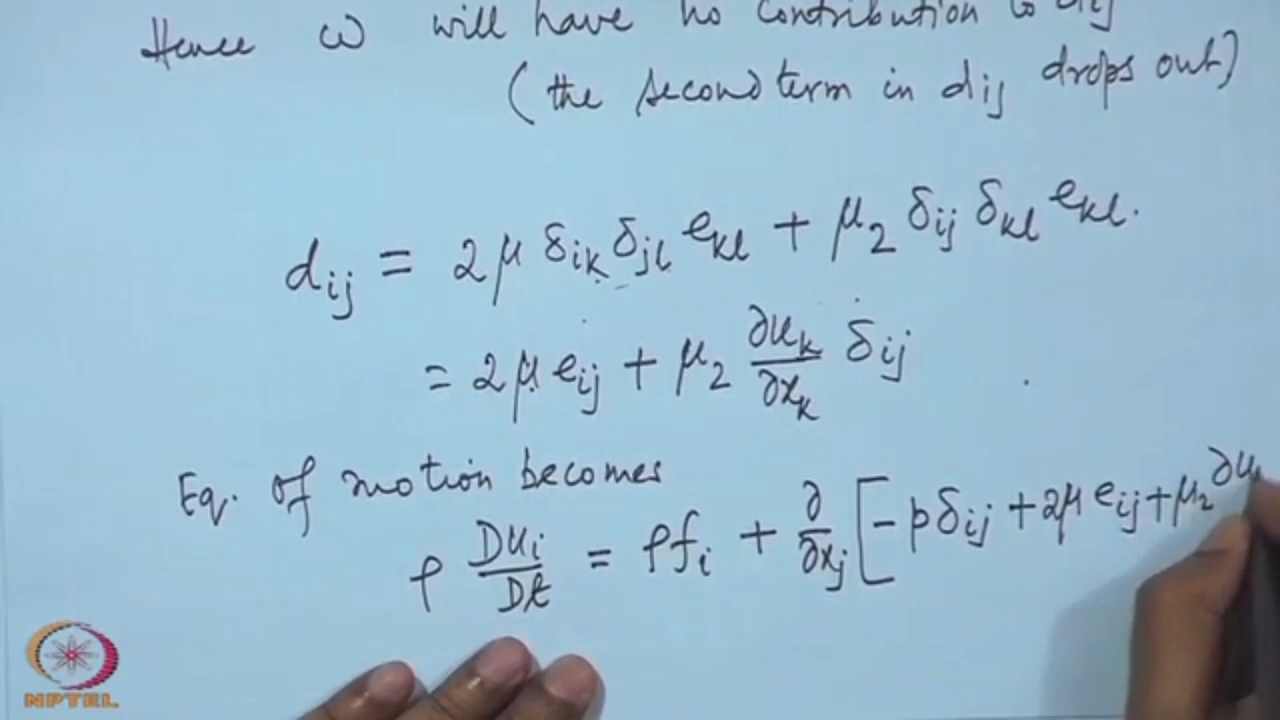 Hence ω will have no contribution to dij
(the second term in dij drops out)
dij = 2μ δik δjl ekl + μ2 δij δkl ekl.
= 2μ eij + μ2 ∂uk/∂xk δij
Eq. of motion becomes
ρ Dui/Dt = ρfi + ∂/∂xj [-pδij + 2μ eij + μ2 ∂u
NPTEL